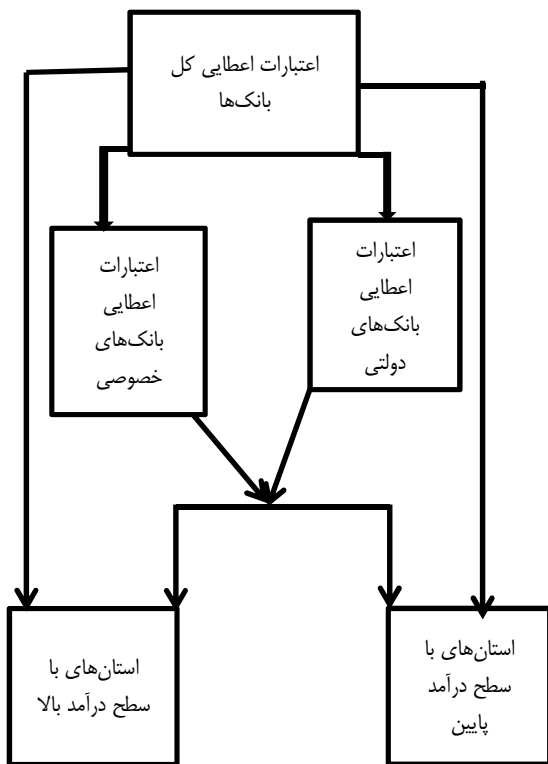 اعتبارات اعطایی کل
بانک‌ها
اعتبارات
اعطایی
بانک‌های
دولتی
اعتبارات
اعطایی
بانک‌های
خصوصی
استان‌های با
سطح درآمد
پایین
استان‌های با
سطح درآمد بالا